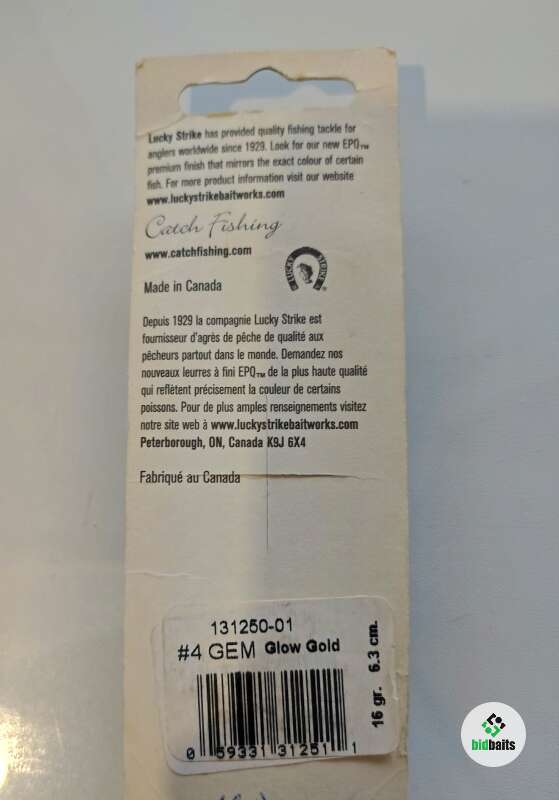 Lucky Strike has provided quality fishing tackle for
anglers worldwide since 1929. Look for our new EPQ™
premium finish that mirrors the exact colour of certain
fish. For more product information visit our website
www.luckystrikebaitworks.com
Catch Fishing
www.catchfishing.com
LUCKY STRIKE ®
Made in Canada
Depuis 1929 la compagnie Lucky Strike est
fournisseur d'agrès de pêche de qualité aux
pêcheurs partout dans le monde. Demandez nos
nouveaux leurres à fini EPQ™ de la plus haute qualité
qui reflètent précisement la couleur de certains
poissons. Pour de plus amples renseignements visitez
notre site web à www.luckystrikebaitworks.com
Peterborough, ON, Canada K9J 6X4
Fabriqué au Canada
131250-01
#4 GEM Glow Gold
16 gr. 6.3 cm.
0 59331 31251 1
bidbaits